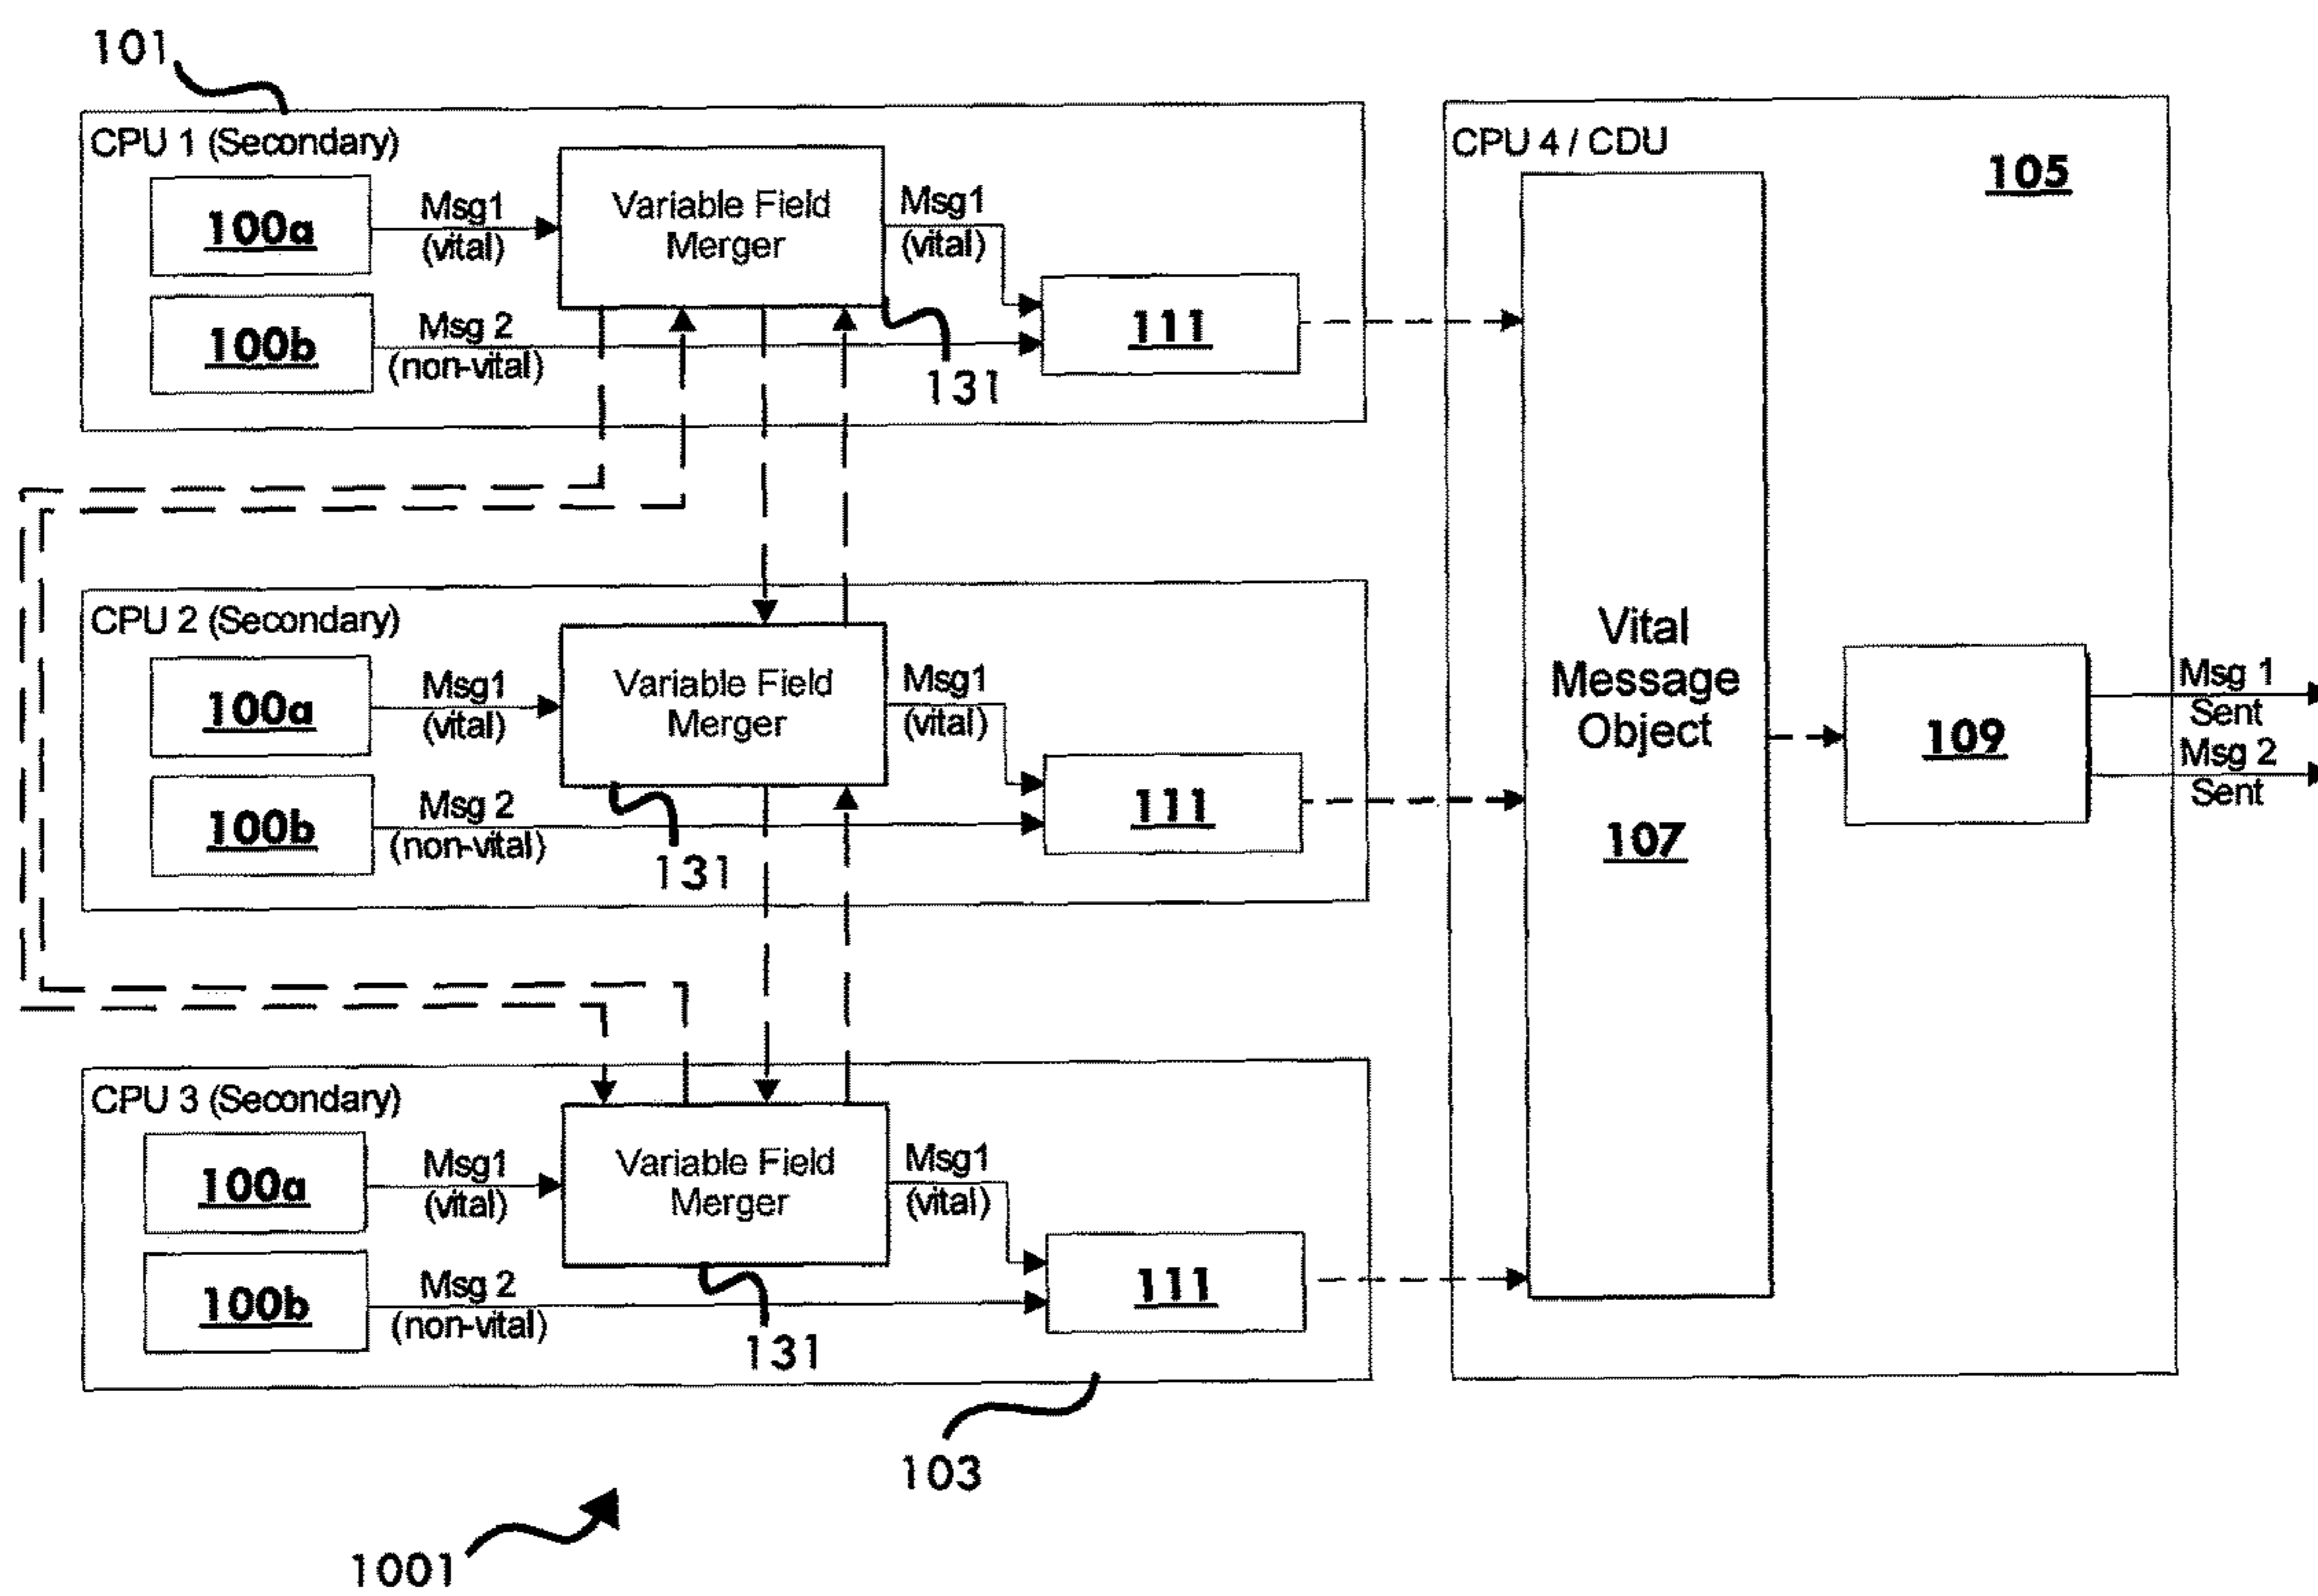 101
CPU 1 (Secondary)
100a
Msg1
(vital)
Variable Field
Merger
Msg1
(vital)
100b
Msg 2
(non-vital)
111
131
CPU 2 (Secondary)
100a
Msg1
(vital)
Variable Field
Merger
Msg1
(vital)
100b
Msg 2
(non-vital)
111
131
CPU 3 (Secondary)
100a
Msg1
(vital)
Variable Field
Merger
Msg1
(vital)
100b
Msg 2
(non-vital)
111
131
103
1001
CPU 4 / CDU
105
Vital
Message
Object
107
109
Msg 1
Sent
Msg 2
Sent